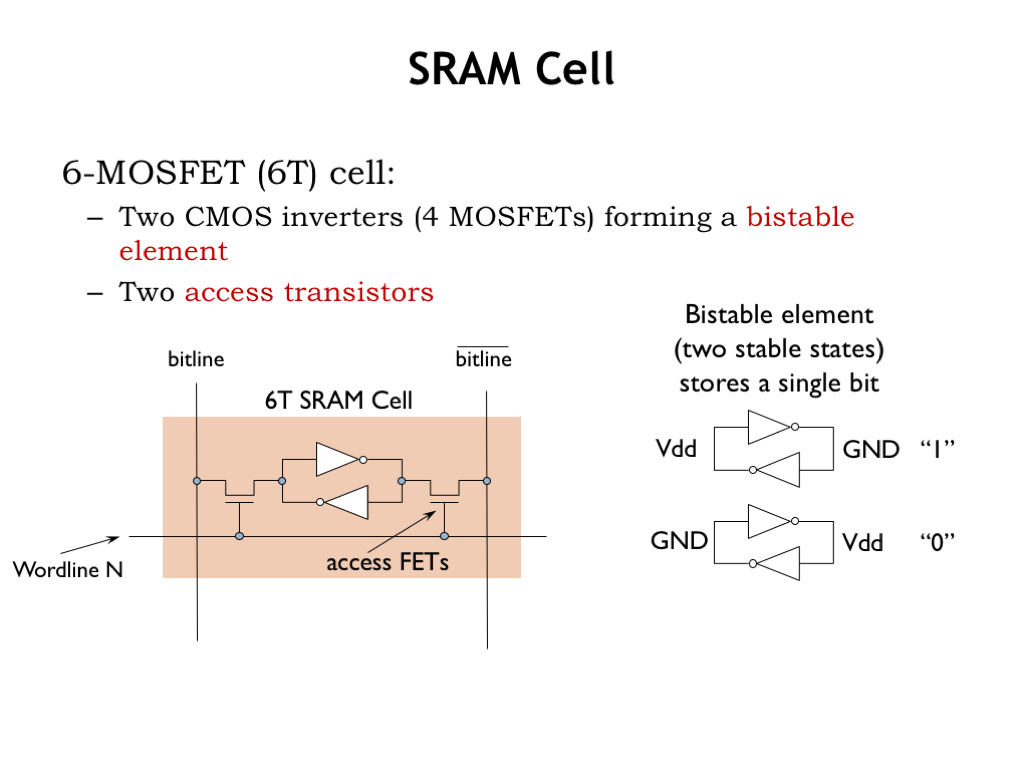 SRAM Cell
6-MOSFET (6T) cell:
– Two CMOS inverters (4 MOSFETs) forming a bistable
element
– Two access transistors
bitline
bitline
6T SRAM Cell
access FETs
Wordline N
Bistable element
(two stable states)
stores a single bit
Vdd GND “1”
GND Vdd “0”